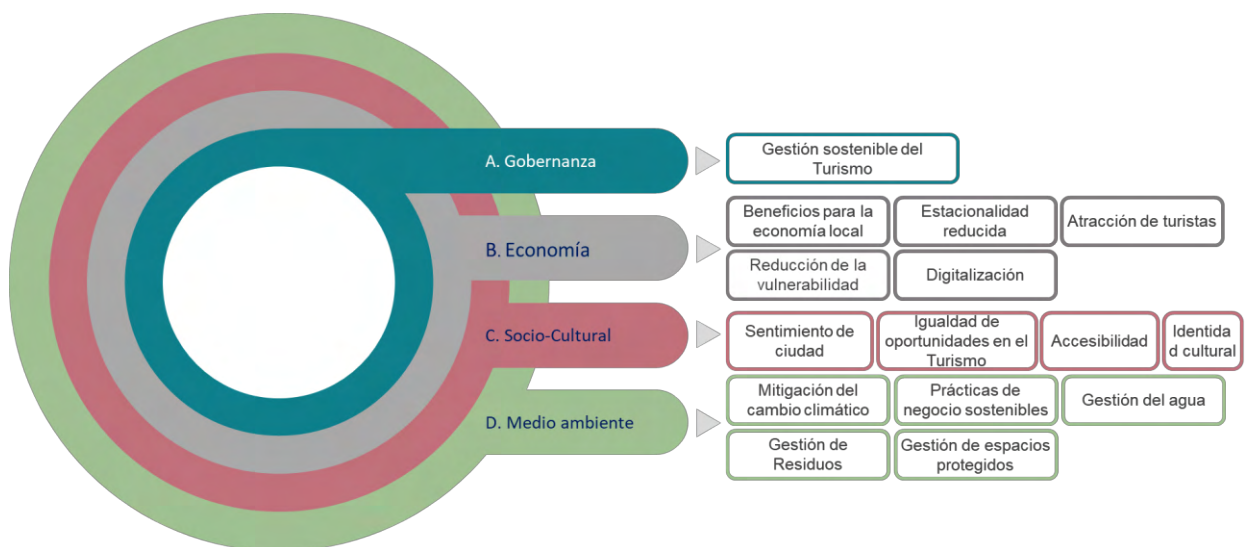 A. Gobernanza
Gestión sostenible del
Turismo
B. Economía
Beneficios para la
economía local
Estacionalidad
reducida
Atracción de turistas
Reducción de la
vulnerabilidad
Digitalización
C. Socio-Cultural
Sentimiento de
ciudad
Igualdad de
oportunidades en el
Turismo
Accesibilidad
Identida
d cultural
D. Medio ambiente
Mitigación del
cambio climático
Prácticas de
negocio sostenibles
Gestión del agua
Gestión de
Residuos
Gestión de espacios
protegidos